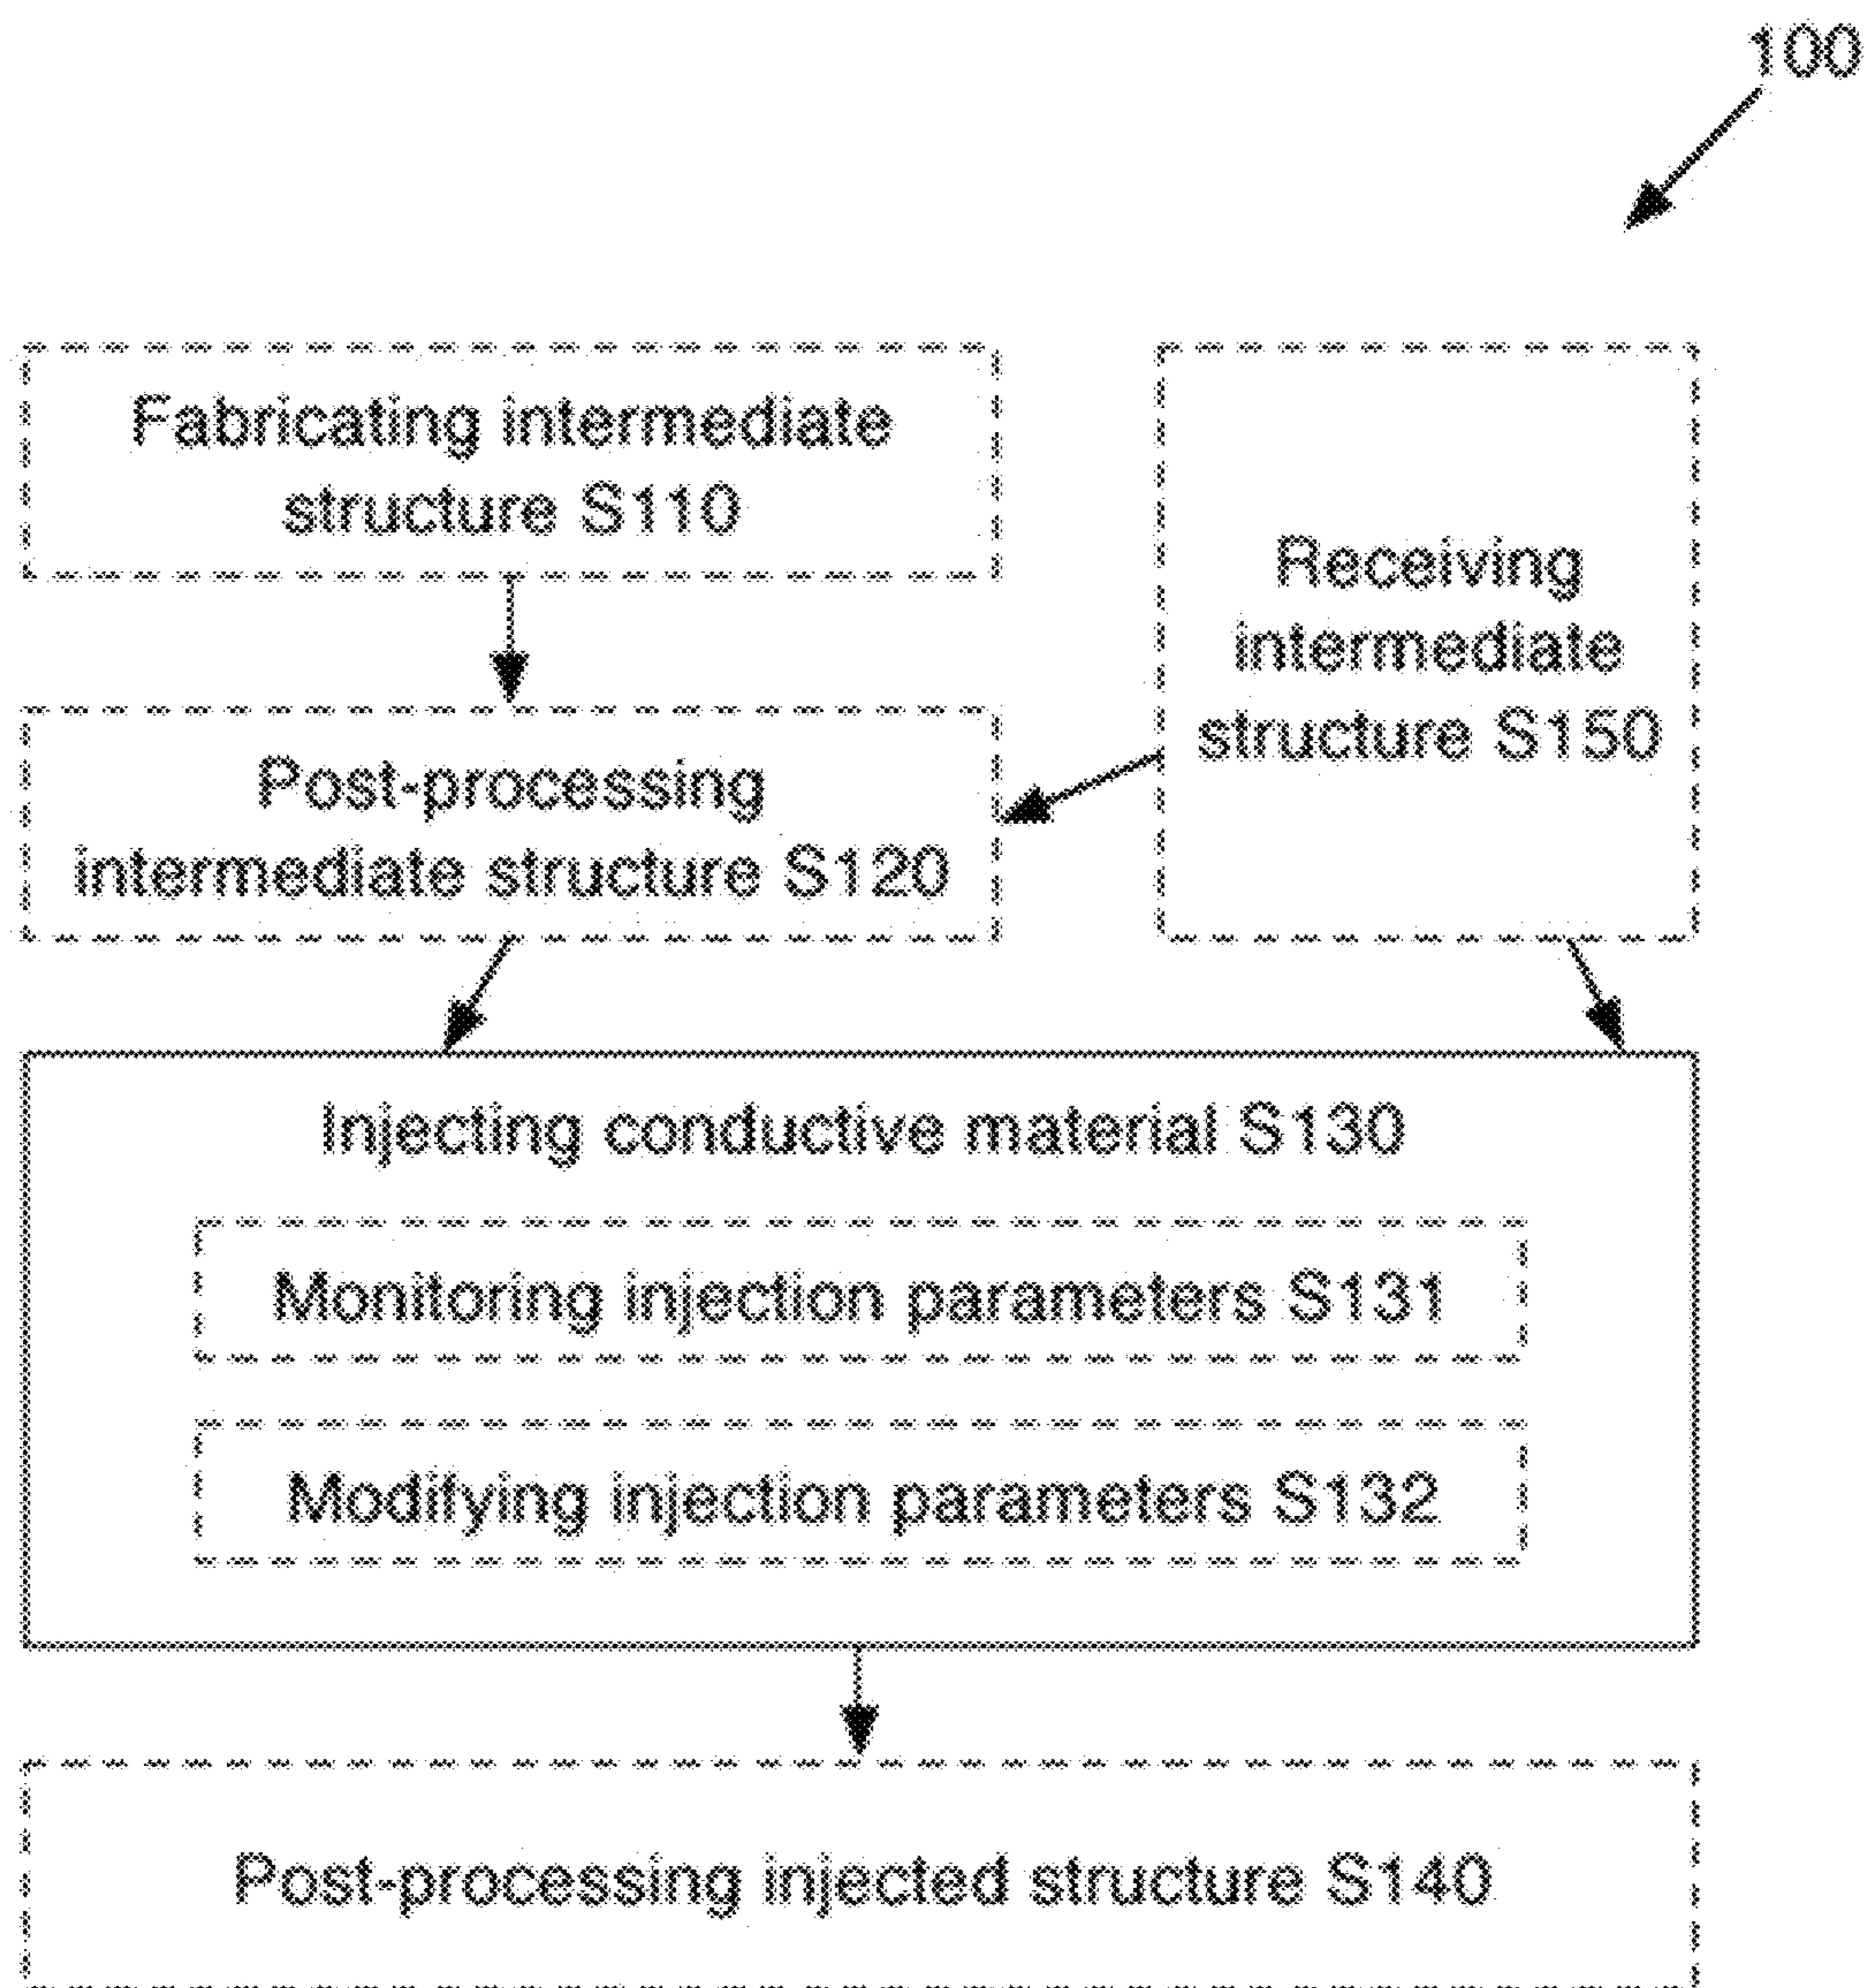 100
Fabricating intermediate
structure S110
Receiving
intermediate
structure S150
Post-processing
intermediate structure S120
Injecting conductive material S130
Monitoring injection parameters S131
Modifying injection parameters S132
Post-processing injected structure S140